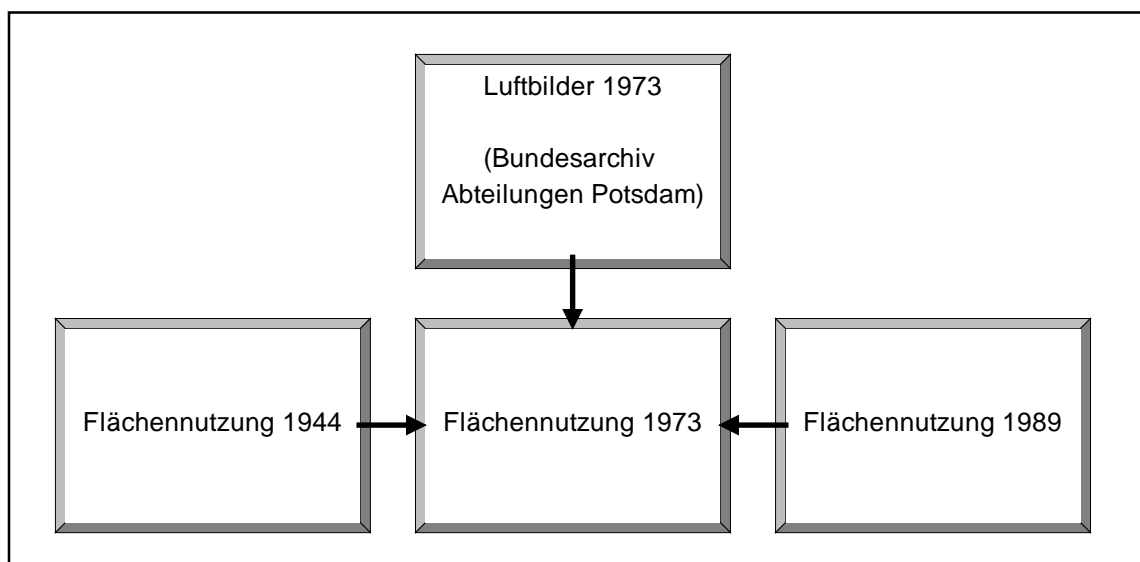 Luftbilder 1973
(Bundesarchiv
Abteilungen Potsdam)
Flächennutzung 1944
Flächennutzung 1973
Flächennutzung 1989